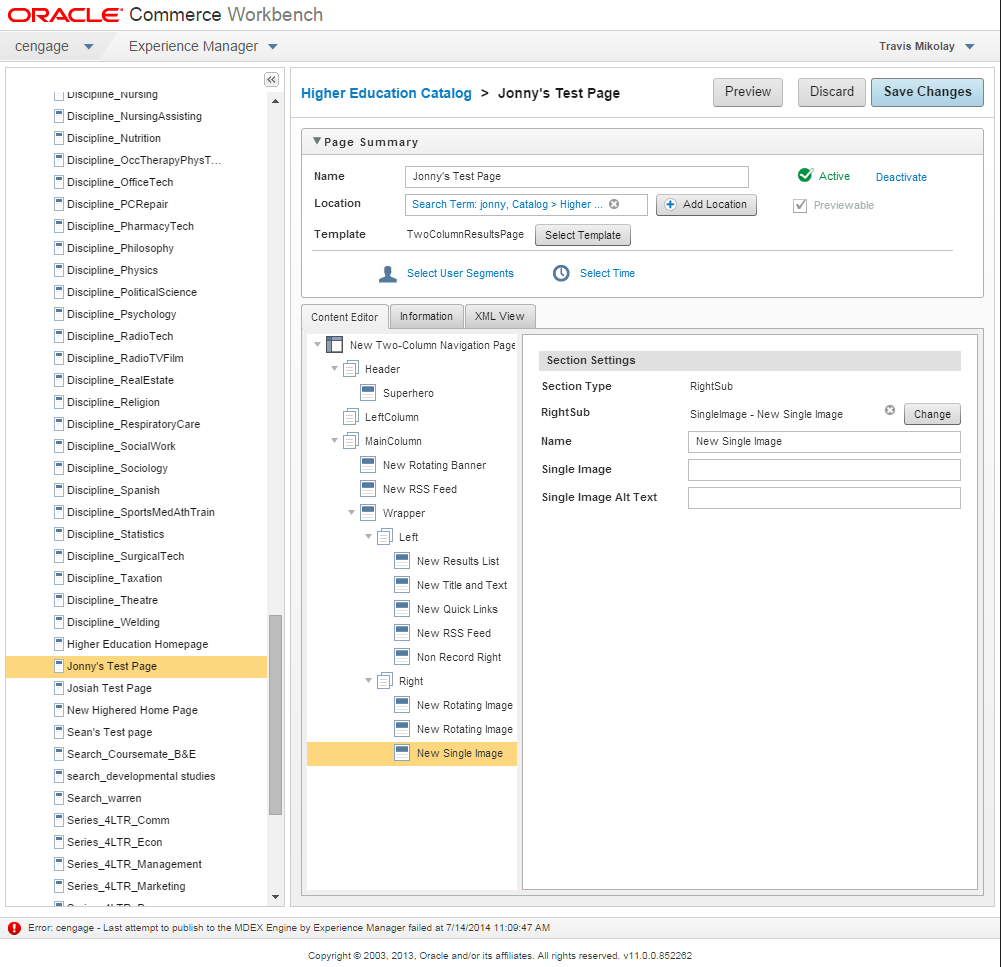 ORACLE Commerce Workbench
cengage Experience Manager Travis Mikolay
Discipline_Nursing
Discipline_NursingAssisting
Discipline_Nutrition
Discipline_OccTherapyPhysT...
Discipline_OfficeTech
Discipline_PCRepair
Discipline_PharmacyTech
Discipline_Philosophy
Discipline_Physics
Discipline_PoliticalScience
Discipline_Psychology
Discipline_RadioTech
Discipline_RadioTVFilm
Discipline_RealEstate
Discipline_Religion
Discipline_RespiratoryCare
Discipline_SocialWork
Discipline_Sociology
Discipline_Spanish
Discipline_SportsMedAthTrain
Discipline_Statistics
Discipline_SurgicalTech
Discipline_Taxation
Discipline_Theatre
Discipline_Welding
Higher Education Homepage
Jonny's Test Page
Josiah Test Page
New Highered Home Page
Sean's Test page
Search_Coursemate_B&E
search_developmental studies
Search_warren
Series_4LTR_Comm
Series_4LTR_Econ
Series_4LTR_Management
Series_4LTR_Marketing
Higher Education Catalog > Jonny's Test Page Preview Discard Save Changes
Page Summary
Name Jonny's Test Page Active Deactivate
Location Search Term: jonny, Catalog > Higher ... Add Location Previewable
Template TwoColumnResultsPage Select Template
Select User Segments Select Time
Content Editor Information XML View
New Two-Column Navigation Page
Header
Superhero
LeftColumn
MainColumn
New Rotating Banner
New RSS Feed
Wrapper
Left
New Results List
New Title and Text
New Quick Links
New RSS Feed
Non Record Right
Right
New Rotating Image
New Rotating Image
New Single Image
Section Settings
Section Type RightSub
RightSub SingleImage - New Single Image Change
Name New Single Image
Single Image
Single Image Alt Text
Error: cengage - Last attempt to publish to the MDEX Engine by Experience Manager failed at 7/14/2014 11:09:47 AM
Copyright © 2003, 2013, Oracle and/or its affiliates. All rights reserved. v11.0.0.852262